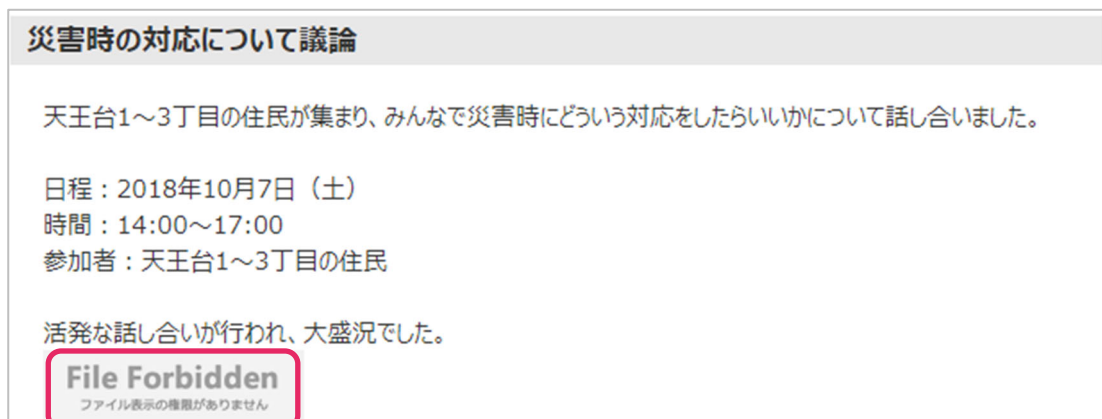 災害時の対応について議論
天王台1～3丁目の住民が集まり、みんなで災害時にどういう対応をしたらいいかについて話し合いました。
日程：2018年10月7日（土）
時間：14:00～17:00
参加者：天王台1～3丁目の住民
活発な話し合いが行われ、大盛況でした。
File Forbidden
ファイル表示の権限がありません